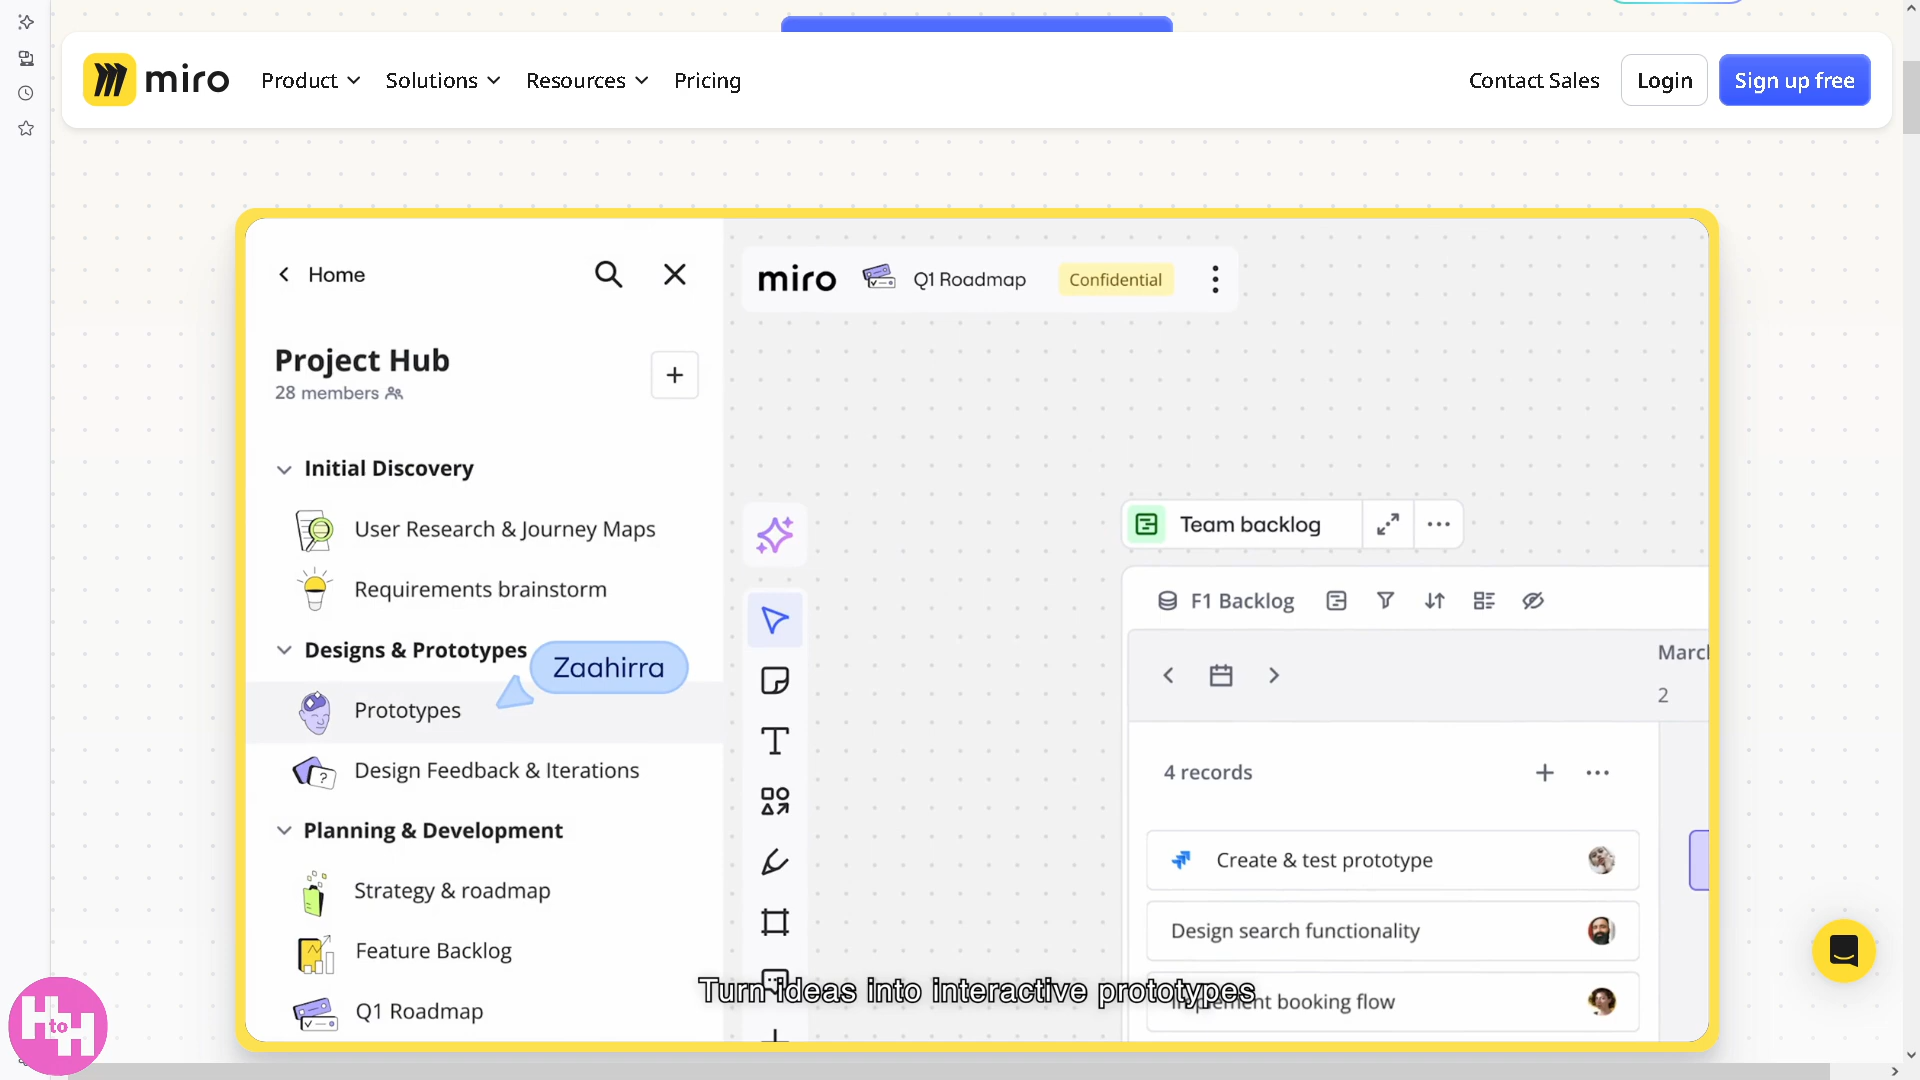 miro
Product
Solutions
Resources
Pricing
Contact Sales
Login
Sign up free
Home
Project Hub
28 members
Initial Discovery
User Research & Journey Maps
Requirements brainstorm
Designs & Prototypes
Zaahirra
Prototypes
Design Feedback & Iterations
Planning & Development
Strategy & roadmap
Feature Backlog
Q1 Roadmap
miro
Q1 Roadmap
Confidential
Team backlog
F1 Backlog
March
2
4 records
Create & test prototype
Design search functionality
Implement booking flow
Turn ideas into interactive prototypes
H to H